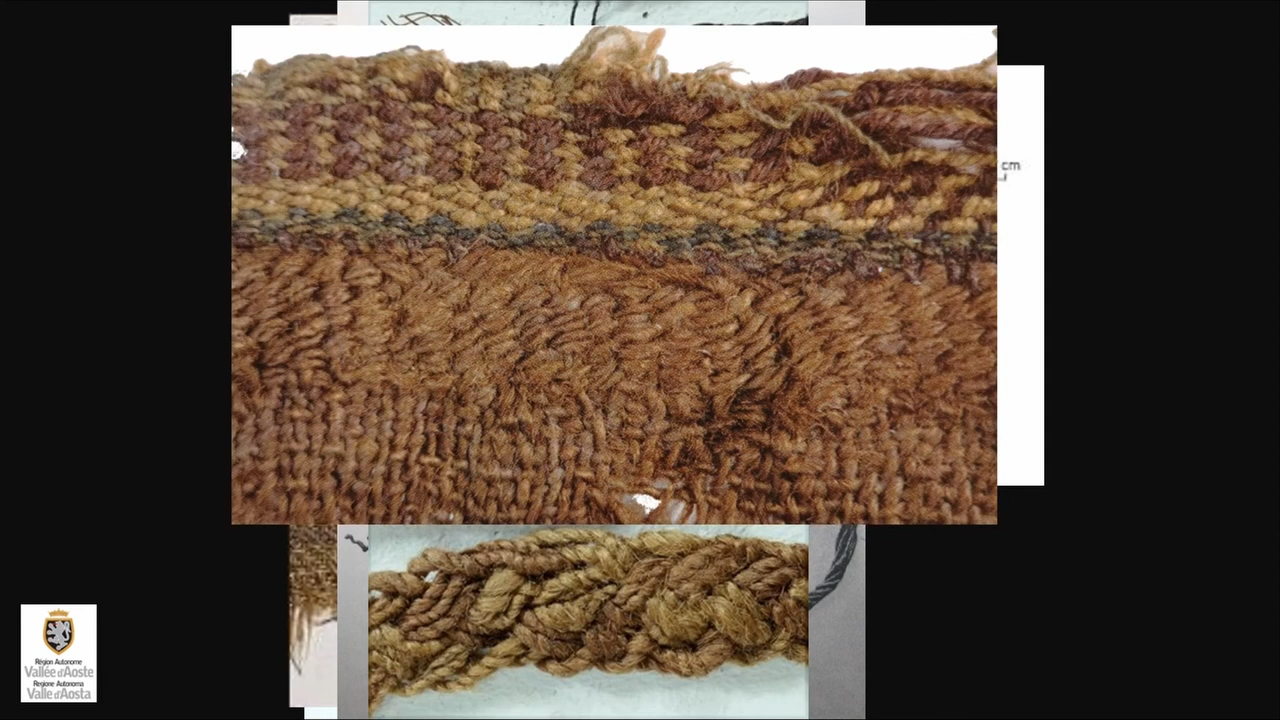 cm
Région Autonome
Vallée d'Aoste
Regione Autonoma
Valle d'Aosta